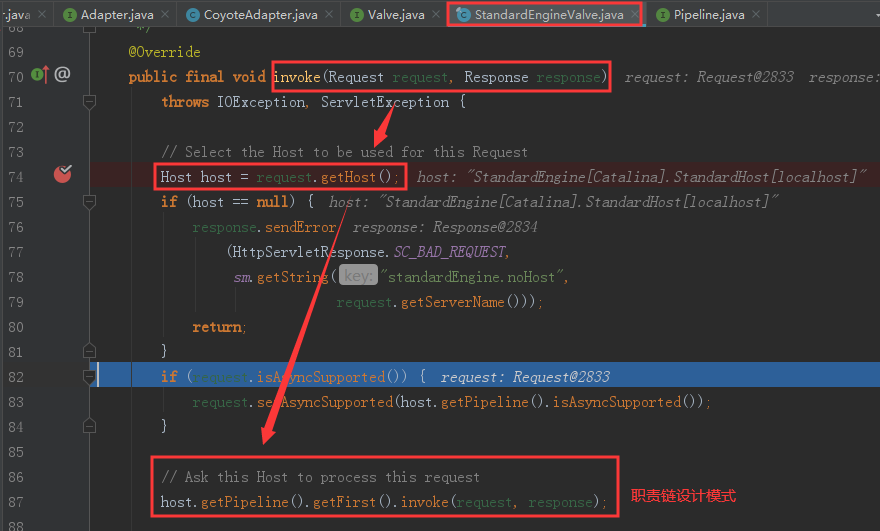 r.java × Adapter.java × CoyoteAdapter.java × Valve.java × StandardEngineValve.java × Pipeline.java ×
68 */
69 @Override
70 @ public final void invoke(Request request, Response response) request: Request@2833 response:
71 throws IOException, ServletException {
72
73 // Select the Host to be used for this Request
74 Host host = request.getHost(); host: "StandardEngine[Catalina].StandardHost[localhost]"
75 if (host == null) { host: "StandardEngine[Catalina].StandardHost[localhost]"
76 response.sendError response: Response@2834
77 (HttpServletResponse.SC_BAD_REQUEST,
78 sm.getString( key: "standardEngine.noHost",
79 request.getServerName()));
80 return;
81 }
82 if (request.isAsyncSupported()) { request: Request@2833
83 request.setAsyncSupported(host.getPipeline().isAsyncSupported());
84 }
85
86 // Ask this Host to process this request
87 host.getPipeline().getFirst().invoke(request, response); 职责链设计模式
88